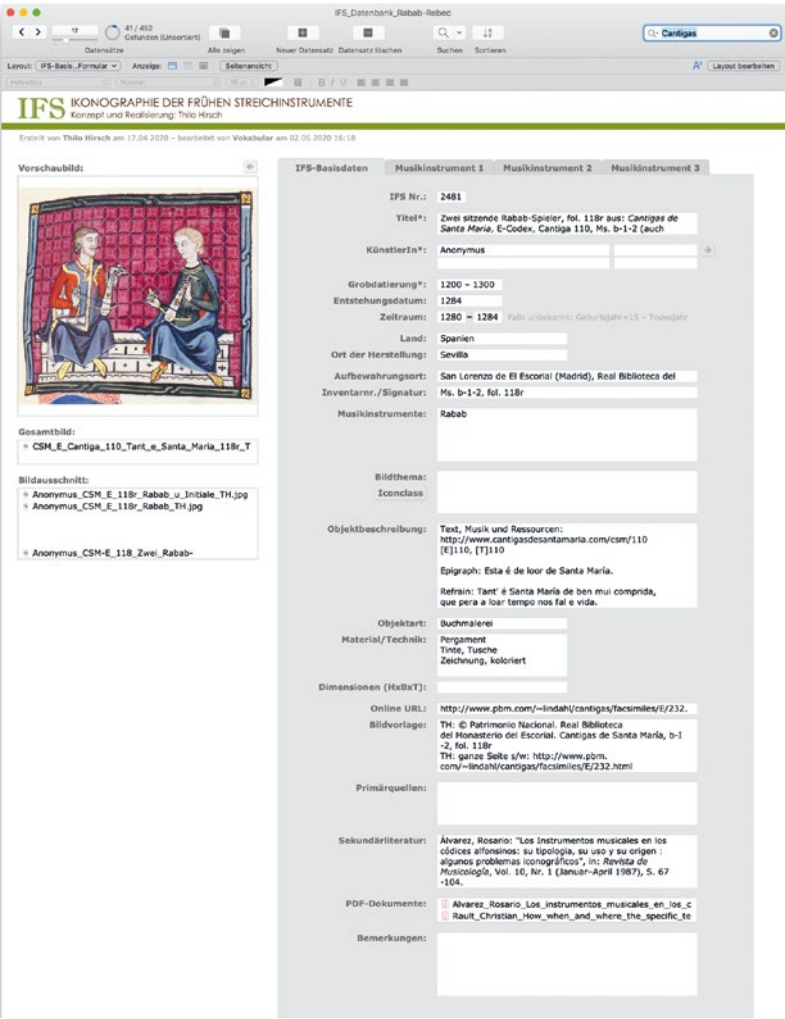 IFS_Datenbank_Rabab-Rebec
12
41 / 452
Gefunden (Unsortiert)
Cantigas
Datensätze
Alle zeigen
Neuer Datensatz Datensatz löschen
Suchen Sortieren
Layout: IFS-Basis...Formular Anzeige: Seitenansicht
Layout bearbeiten
Helvetica
Normal
B I U
IFS IKONOGRAPHIE DER FRÜHEN STREICHINSTRUMENTE
Konzept und Realisierung: Thilo Hirsch
Erstellt von Thilo Hirsch am 17.04.2020 – bearbeitet von Vokabular am 02.06.2020 16:18
Vorschaubild:
Gesamtbild:
CSM_E_Cantiga_110_Tant_e_Santa_Maria_118r_T
Bildausschnitt:
Anonymus_CSM_E_118r_Rabab_u_Initiale_TH.jpg
Anonymus_CSM_E_118r_Rabab_TH.jpg
Anonymus_CSM-E_118_Zwei_Rabab-
IFS-Basisdaten Musikinstrument 1 Musikinstrument 2 Musikinstrument 3
IFS Nr.: 2481
Titel*: Zwei sitzende Rabab-Spieler, fol. 118r aus: Cantigas de
Santa Maria, E-Codex, Cantiga 110, Ms. b-1-2 (auch
KünstlerIn*: Anonymus
Grobdatierung*: 1200 – 1300
Entstehungsdatum: 1284
Zeitraum: 1280 – 1284 Falls unbekannt: Geburtsjahr+15 – Todesjahr
Land: Spanien
Ort der Herstellung: Sevilla
Aufbewahrungsort: San Lorenzo de El Escorial (Madrid), Real Biblioteca del
Inventarnr./Signatur: Ms. b-1-2, fol. 118r
Musikinstrumente: Rabab
Bildthema:
Iconclass
Objektbeschreibung: Text, Musik und Ressourcen:
http://www.cantigasdesantamaria.com/csm/110
[E]110, [T]110
Epigraph: Esta é de loor de Santa María.
Refrain: Tant' é Santa María de ben mui comprida,
que pera a loar tempo nos fal e vida.
Objektart: Buchmalerei
Material/Technik: Pergament
Tinte, Tusche
Zeichnung, koloriert
Dimensionen (HxBxT):
Online URL: http://www.pbm.com/~lindahl/cantigas/facsimiles/E/232.
Bildvorlage: TH: © Patrimonio Nacional. Real Biblioteca
del Monasterio del Escorial. Cantigas de Santa María, b-I
-2, fol. 118r
TH: ganze Seite s/w: http://www.pbm.
com/~lindahl/cantigas/facsimiles/E/232.html
Primärquellen:
Sekundärliteratur: Álvarez, Rosario: "Los Instrumentos musicales en los
códices alfonsinos: su tipologia, su uso y su origen :
algunos problemas iconográficos", in: Revista de
Musicología, Vol. 10, Nr. 1 (Januar-April 1987), S. 67
-104.
PDF-Dokumente: Alvarez_Rosario_Los_instrumentos_musicales_en_los_c
Rault_Christian_How_when_and_where_the_specific_te
Bemerkungen: